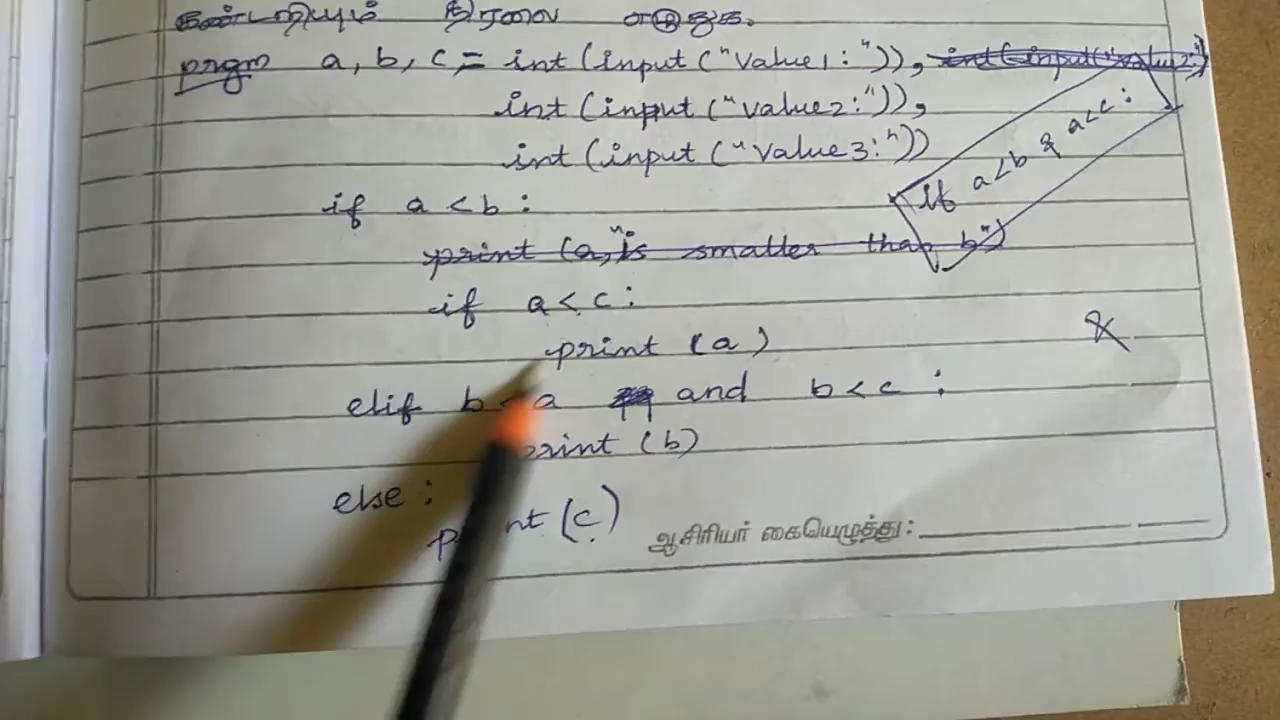 கண்டறியும் நிரலை எழுதுக.
prgm a, b, c, = int (input ("Value1:")), int (input ("value2:"))
int (input ("value2:")),
int (input ("Value3:"))
if a<b & a<c:
if a<b:
print (a, "is smaller than b")
if a<c:
print (a)
&
elif b<a and b<c:
print (b)
else:
print (c)
ஆசிரியர் கையெழுத்து: